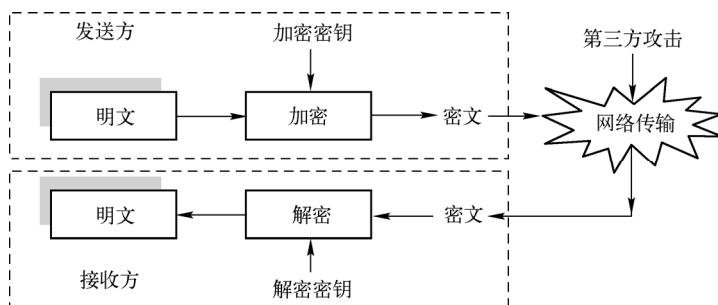 发送方
加密密钥
第三方攻击
明文
加密
密文
网络传输
明文
解密
密文
接收方
解密密钥